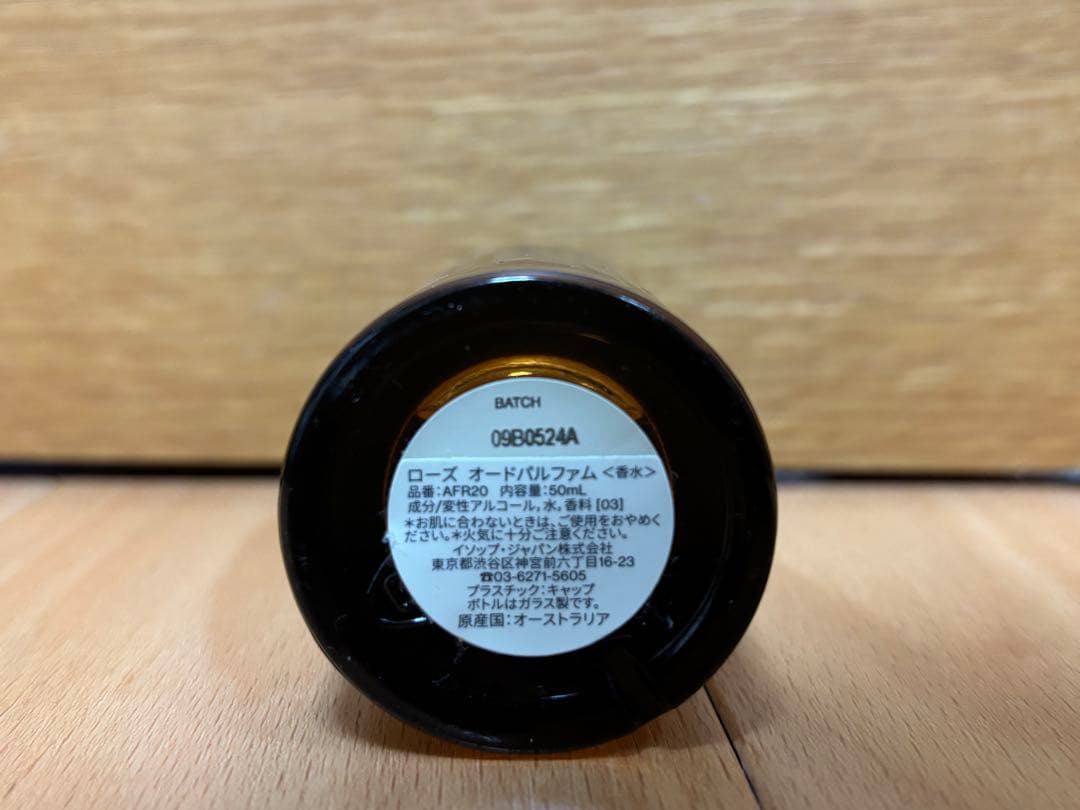 BATCH
09B0524A
ローズ オードパルファム <香水>
品番:AFR20 内容量:50mL
成分/変性アルコール,水,香料 [03]
*お肌に合わないときは、ご使用をおやめく
ださい。*火気に十分ご注意ください。
イソップ・ジャパン株式会社
東京都渋谷区神宮前六丁目16-23
☎03-6271-5605
プラスチック:キャップ
ボトルはガラス製です。
原産国:オーストラリア